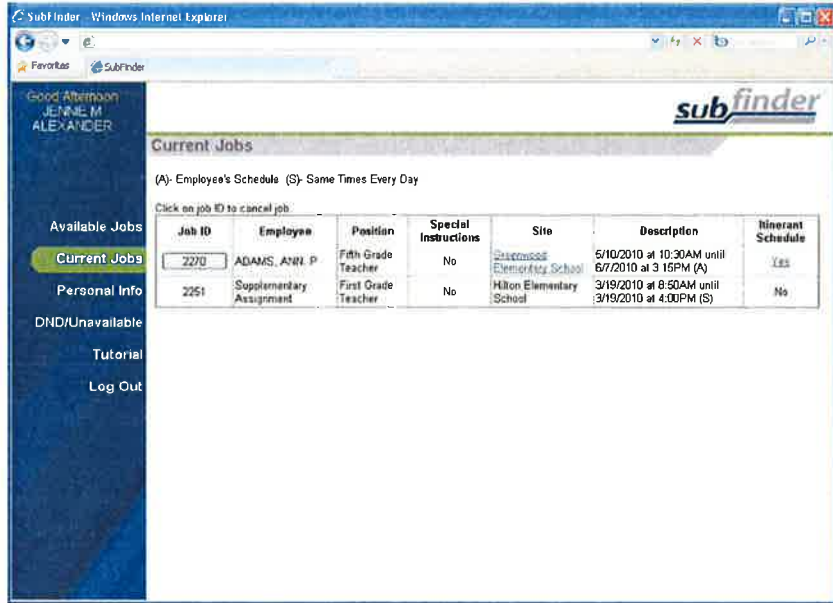 SubFinder - Windows Internet Explorer
Favorites SubFinder
Good Afternoon
JENNIE M
ALEXANDER
subfinder
Current Jobs
(A)- Employee's Schedule (S)- Same Times Every Day
Click on job ID to cancel job.
Available Jobs
Current Jobs
Personal Info
DND/Unavailable
Tutorial
Log Out
Job ID Employee Position Special Instructions Site Description Itinerant Schedule
2270 ADAMS, ANN. P Fifth Grade Teacher No Greenwood Elementary School 5/10/2010 at 10:30AM until 6/7/2010 at 3:15PM (A) Yes
2251 Supplementary Assignment First Grade Teacher No Hilton Elementary School 3/19/2010 at 8:50AM until 3/19/2010 at 4:00PM (S) No